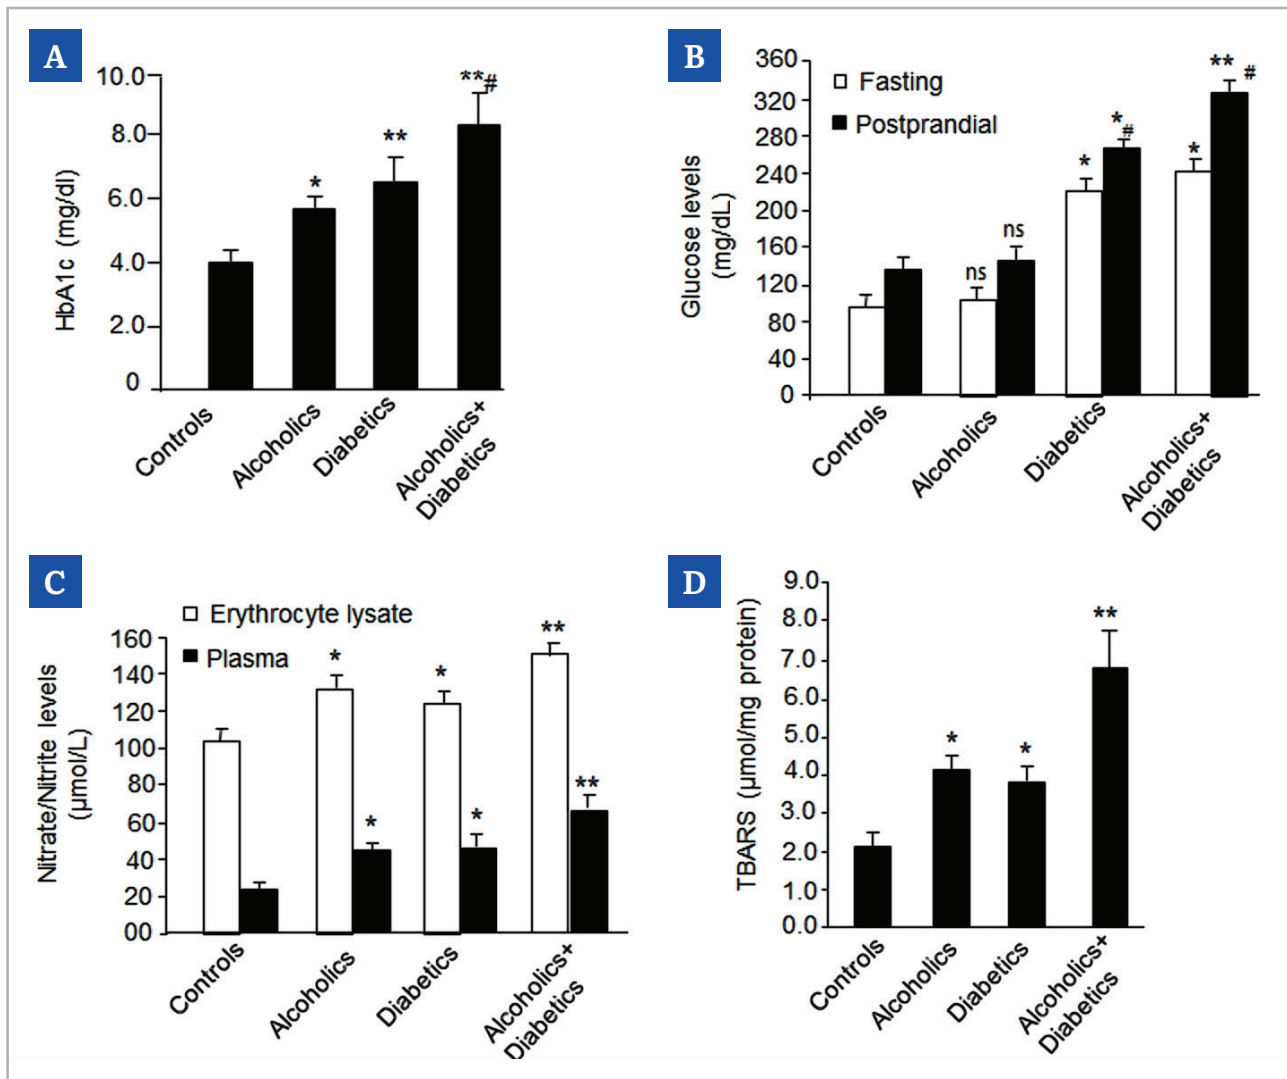 A
HbA1c (mg/dl)
10.0
8.0
6.0
4.0
2.0
0
*
**
**#
Controls
Alcoholics
Diabetics
Alcoholics+
Diabetics
B
Glucose levels
(mg/dL)
360
320
280
240
200
160
120
80
40
0
Fasting
Postprandial
ns
ns
*
*#
*
** #
Controls
Alcoholics
Diabetics
Alcoholics+
Diabetics
C
Nitrate/Nitrite levels
(µmol/L)
Erythrocyte lysate
Plasma
160
140
120
100
80
60
40
20
00
*
*
*
*
**
**
Controls
Alcoholics
Diabetics
Alcoholics+
Diabetics
D
TBARS (µmol/mg protein)
9.0
8.0
7.0
6.0
5.0
4.0
3.0
2.0
1.0
0.0
*
*
**
Controls
Alcoholics
Diabetics
Alcoholics+
Diabetics